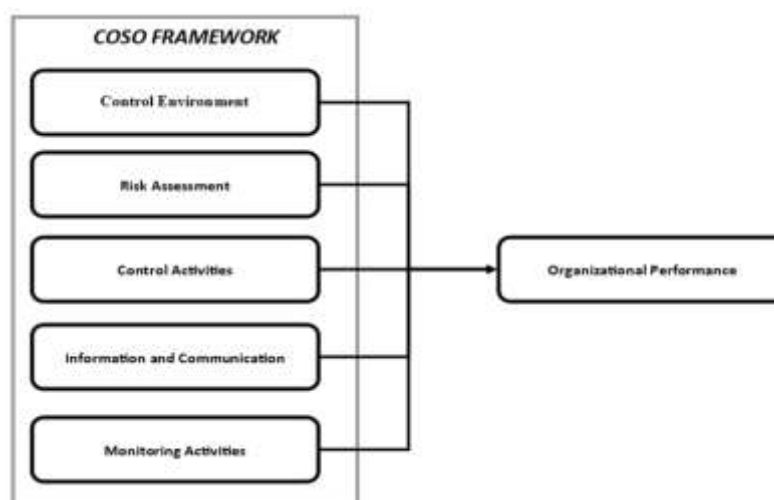 COSO FRAMEWORK
Control Environment
Risk Assessment
Control Activities
Organizational Performance
Information and Communication
Monitoring Activities